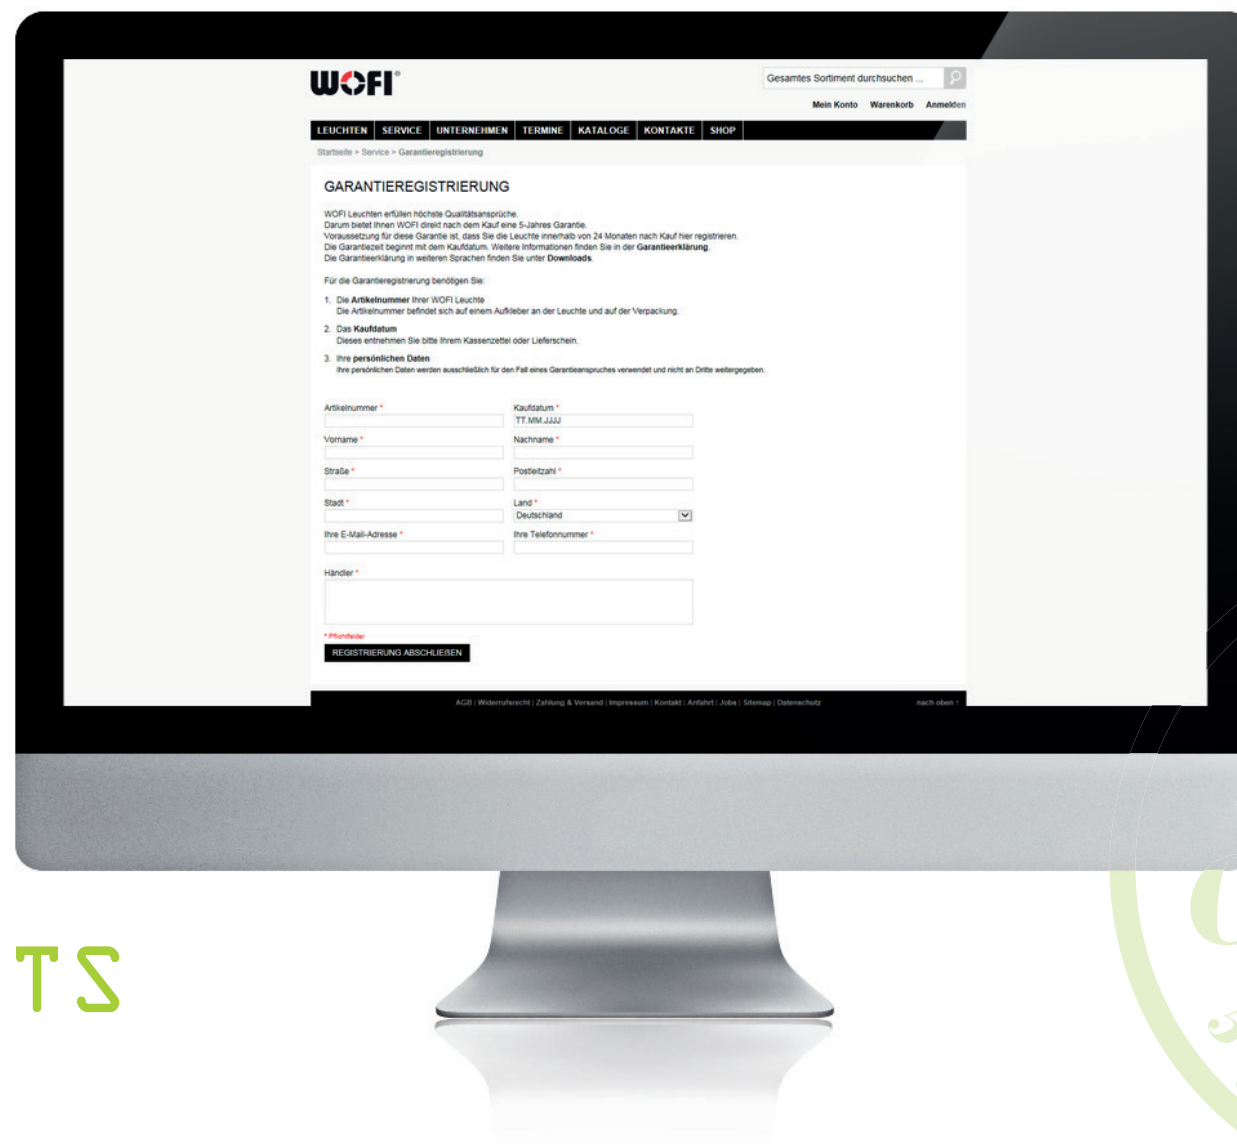 WOFI®
Gesamtes Sortiment durchsuchen ...
Mein Konto Warenkorb Anmelden
LEUCHTEN SERVICE UNTERNEHMEN TERMINE KATALOGE KONTAKTE SHOP
Startseite > Service > Garantieregistrierung
GARANTIEREGISTRIERUNG
WOFI Leuchten erfüllen höchste Qualitätsansprüche.
Darum bietet Ihnen WOFI direkt nach dem Kauf eine 5-Jahres Garantie.
Voraussetzung für diese Garantie ist, dass Sie die Leuchte innerhalb von 24 Monaten nach Kauf hier registrieren.
Die Garantiezeit beginnt mit dem Kaufdatum. Weitere Informationen finden Sie in der Garantieerklärung.
Die Garantieerklärung in weiteren Sprachen finden Sie unter Downloads.
Für die Garantieregistrierung benötigen Sie:
1. Die Artikelnummer Ihrer WOFI Leuchte
Die Artikelnummer befindet sich auf einem Aufkleber an der Leuchte und auf der Verpackung.
2. Das Kaufdatum
Dieses entnehmen Sie bitte Ihrem Kassenzettel oder Lieferschein.
3. Ihre persönlichen Daten
Ihre persönlichen Daten werden ausschließlich für den Fall eines Garantieanspruches verwendet und nicht an Dritte weitergegeben.
Artikelnummer * Kaufdatum *
TT.MM.JJJJ
Vorname * Nachname *
Straße * Postleitzahl *
Stadt * Land *
Deutschland
Ihre E-Mail-Adresse * Ihre Telefonnummer *
Händler *
* Pflichtfelder
REGISTRIERUNG ABSCHLIEßEN
AGB | Widerrufsrecht | Zahlung & Versand | Impressum | Kontakt | Anfahrt | Jobs | Sitemap | Datenschutz nach oben ↑
TS